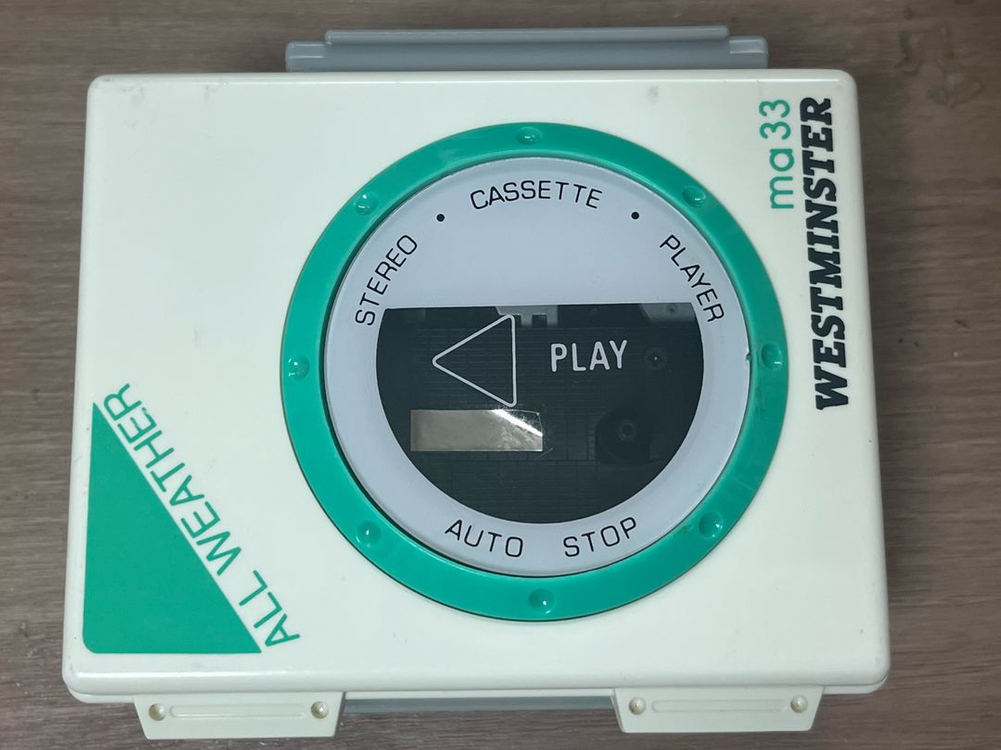 STEREO • CASSETTE • PLAYER
PLAY
AUTO STOP
ma33
WESTMINSTER
ALL WEATHER